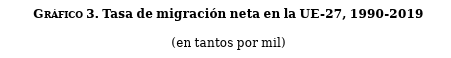 GRÁFICO 3. Tasa de migración neta en la UE-27, 1990-2019
(en tantos por mil)